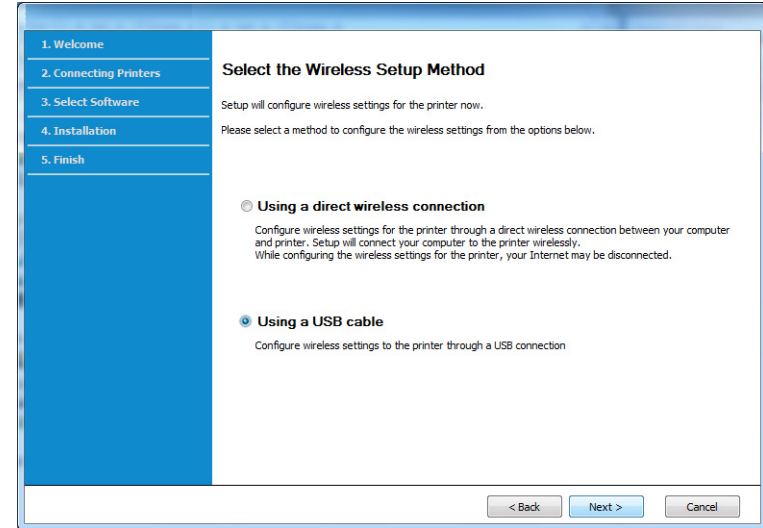 1. Welcome
2. Connecting Printers
3. Select Software
4. Installation
5. Finish
Select the Wireless Setup Method
Setup will configure wireless settings for the printer now.
Please select a method to configure the wireless settings from the options below.
Using a direct wireless connection
Configure wireless settings for the printer through a direct wireless connection between your computer
and printer. Setup will connect your computer to the printer wirelessly.
While configuring the wireless settings for the printer, your Internet may be disconnected.
Using a USB cable
Configure wireless settings to the printer through a USB connection
< Back
Next >
Cancel